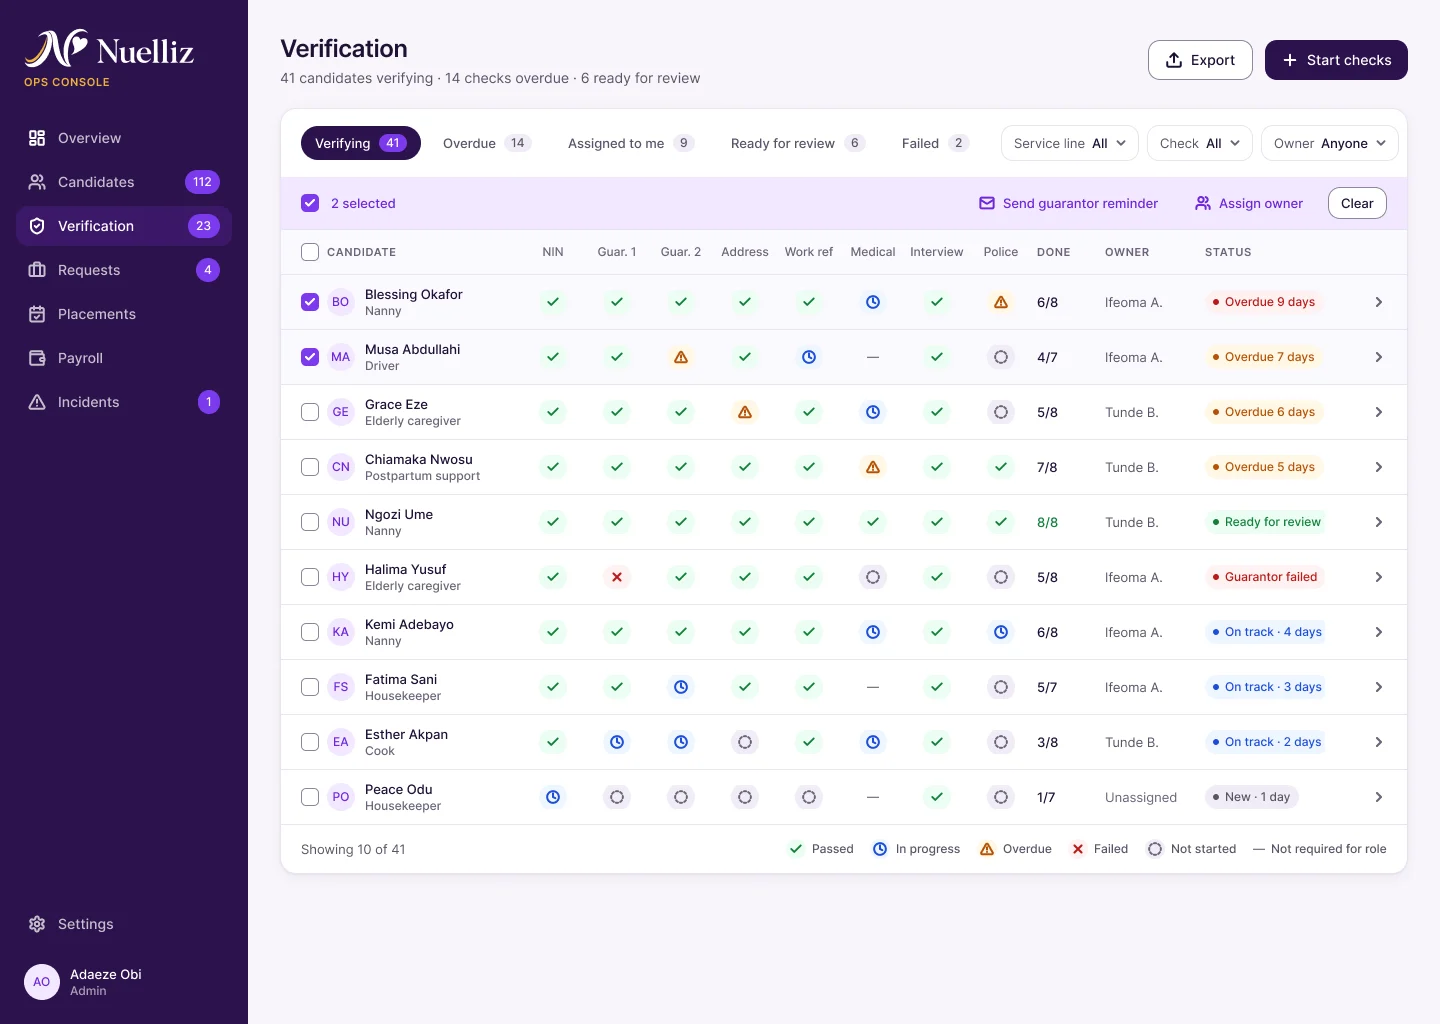 Nuelliz
OPS CONSOLE
Overview
Candidates 112
Verification 23
Requests 4
Placements
Payroll
Incidents 1
Settings
AO Adaeze Obi
Admin
Verification
41 candidates verifying · 14 checks overdue · 6 ready for review
Export
Start checks
Verifying 41 Overdue 14 Assigned to me 9 Ready for review 6 Failed 2 Service line All Check All Owner Anyone
2 selected Send guarantor reminder Assign owner Clear
CANDIDATE NIN Guar. 1 Guar. 2 Address Work ref Medical Interview Police DONE OWNER STATUS
BO Blessing Okafor 6/8 Ifeoma A. Overdue 9 days
Nanny
MA Musa Abdullahi — 4/7 Ifeoma A. Overdue 7 days
Driver
GE Grace Eze 5/8 Tunde B. Overdue 6 days
Elderly caregiver
CN Chiamaka Nwosu 7/8 Tunde B. Overdue 5 days
Postpartum support
NU Ngozi Ume 8/8 Tunde B. Ready for review
Nanny
HY Halima Yusuf 5/8 Ifeoma A. Guarantor failed
Elderly caregiver
KA Kemi Adebayo 6/8 Ifeoma A. On track · 4 days
Nanny
FS Fatima Sani — 5/7 Ifeoma A. On track · 3 days
Housekeeper
EA Esther Akpan 3/8 Tunde B. On track · 2 days
Cook
PO Peace Odu — 1/7 Unassigned New · 1 day
Housekeeper
Showing 10 of 41 Passed In progress Overdue Failed Not started — Not required for role